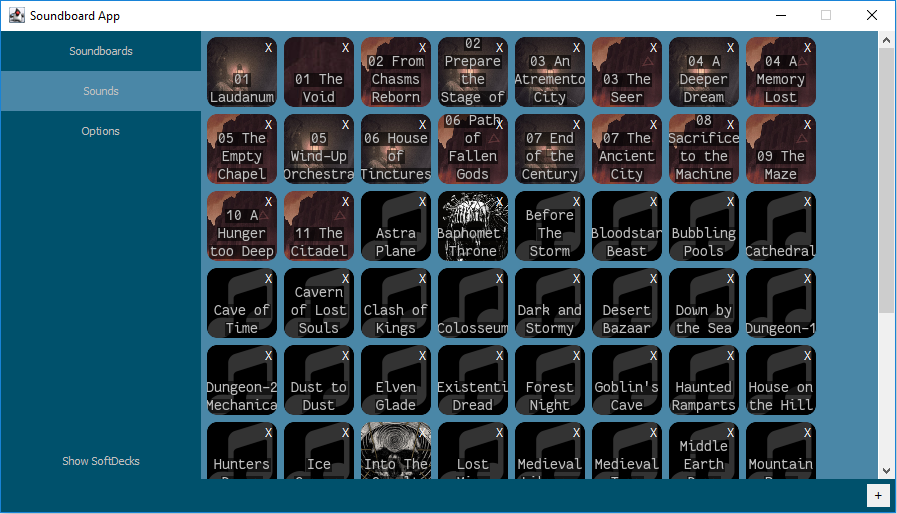 Soundboard App
Soundboards
Sounds
Options
Show SoftDecks
X
01
Laudanum
X
01 The
Void
X
02 From
Chasms
Reborn
X
02
Prepare
the
Stage of
X
03 An
Atremento
City
X
03 The
Seer
X
04 A
Deeper
Dream
X
04 A
Memory
Lost
X
05 The
Empty
Chapel
X
05
Wind-Up
Orchestra
X
06 House
of
Tinctures
X
06 Path
of
Fallen
Gods
X
07 End
of the
Century
X
07 The
Ancient
City
X
08
Sacrifice
to the
Machine
X
09 The
Maze
X
10 A
Hunger
too Deep
X
11 The
Citadel
X
Astra
Plane
X
Baphomet'
Throne
X
Before
The
Storm
X
Bloodstar
Beast
X
Bubbling
Pools
X
Cathedral
X
Cave of
Time
X
Cavern
of Lost
Souls
X
Clash of
Kings
X
Colosseum
X
Dark and
Stormy
X
Desert
Bazaar
X
Down by
the Sea
X
Dungeon-1
X
Dungeon-2
Mechanica
X
Dust to
Dust
X
Elven
Glade
X
Existenti
Dread
X
Forest
Night
X
Goblin's
Cave
X
Haunted
Ramparts
X
House on
the Hill
X
Hunters
X
Ice
X
Into The
X
Lost
X
Medieval
X
Medieval
X
Middle
Earth
X
Mountain
+